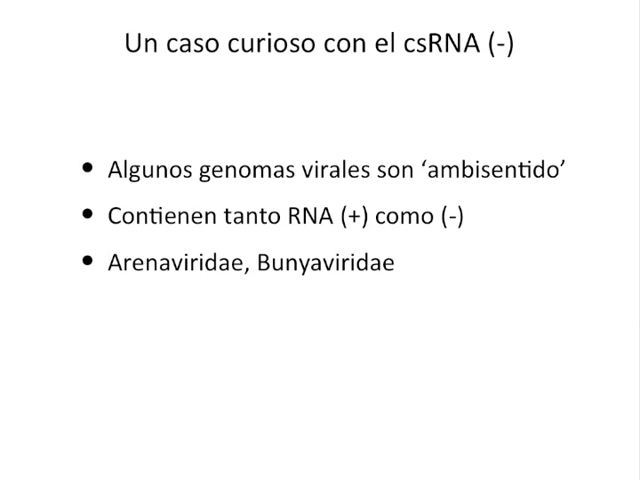 Un caso curioso con el csRNA (-)
• Algunos genomas virales son ‘ambisentido’
• Contienen tanto RNA (+) como (-)
• Arenaviridae, Bunyaviridae